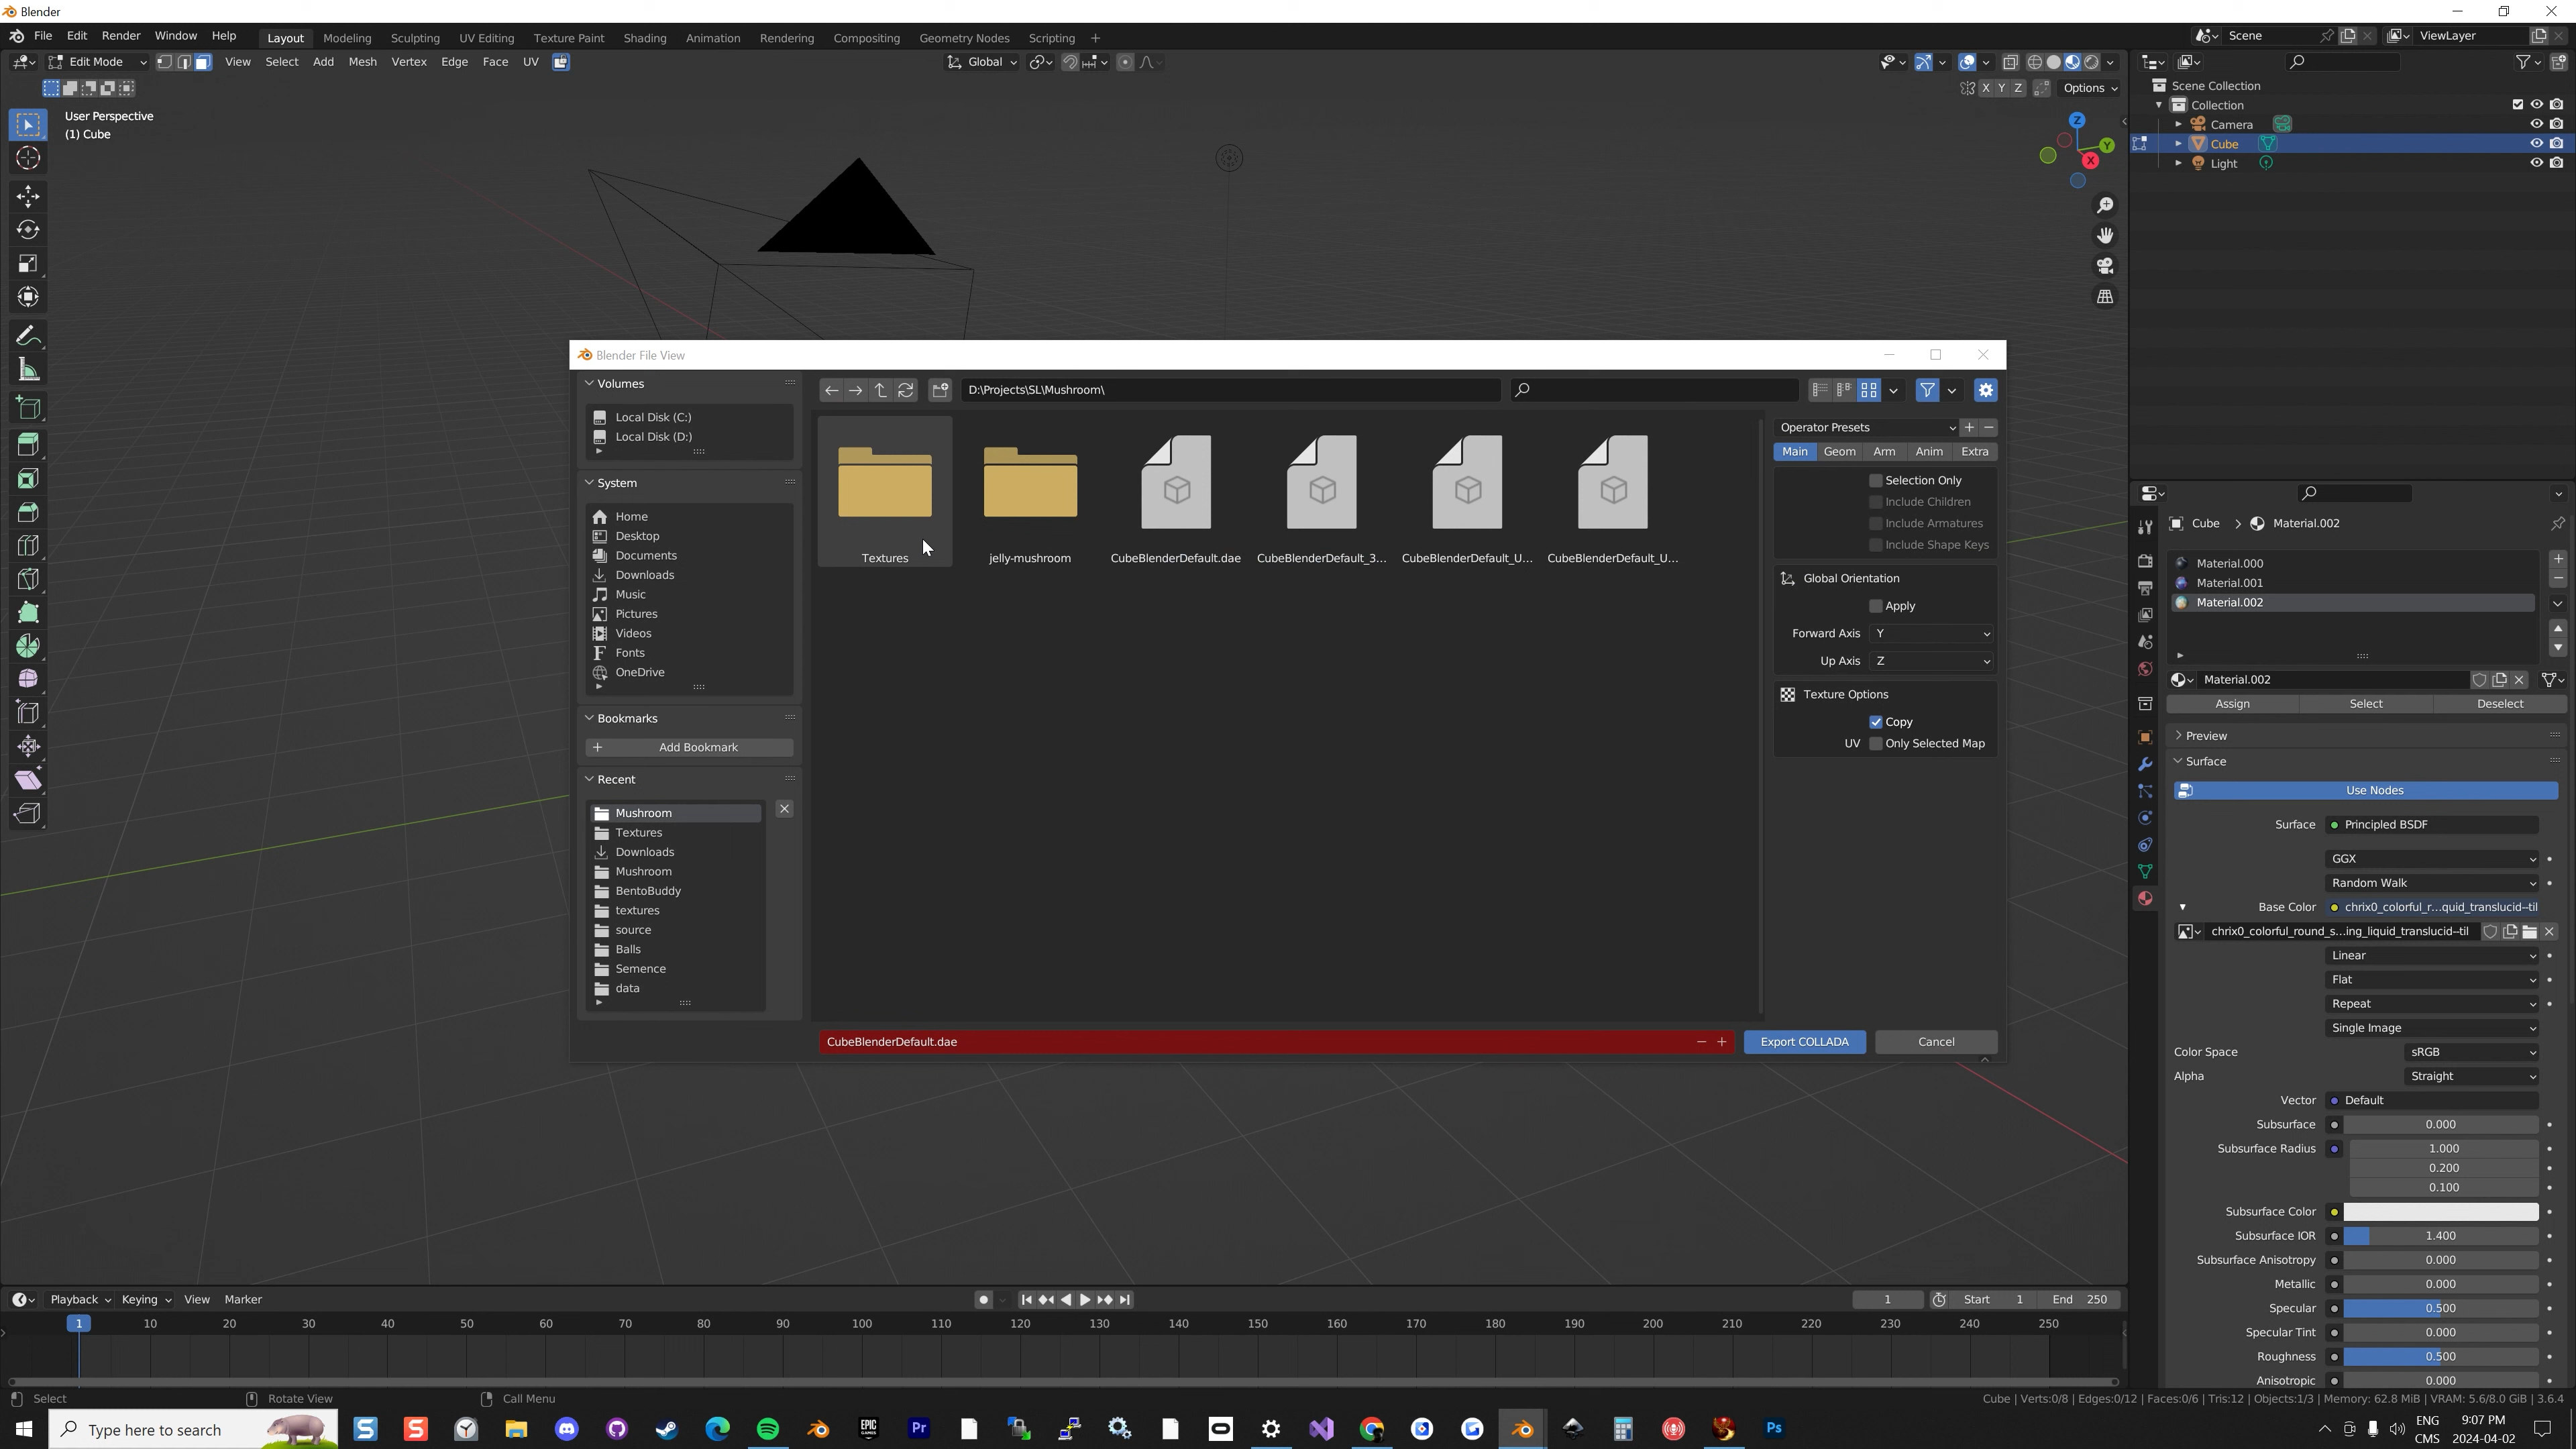 Blender
File Edit Render Window Help Layout Modeling Sculpting UV Editing Texture Paint Shading Animation Rendering Compositing Geometry Nodes Scripting + Scene ViewLayer
Edit Mode View Select Add Mesh Vertex Edge Face UV Global
X Y Z Options
User Perspective
(1) Cube
Z
Y
X
Scene Collection
Collection
Camera
Cube
Light
Blender File View
Volumes
Local Disk (C:)
Local Disk (D:)
System
Home
Desktop
Documents
Downloads
Music
Pictures
Videos
Fonts
OneDrive
Bookmarks
+ Add Bookmark
Recent
Mushroom
Textures
Downloads
Mushroom
BentoBuddy
textures
source
Balls
Semence
data
D:\Projects\SL\Mushroom\
Textures
jelly-mushroom
CubeBlenderDefault.dae
CubeBlenderDefault_3...
CubeBlenderDefault_U...
CubeBlenderDefault_U...
Operator Presets + −
Main Geom Arm Anim Extra
Selection Only
Include Children
Include Armatures
Include Shape Keys
Global Orientation
Apply
Forward Axis Y
Up Axis Z
Texture Options
Copy
UV Only Selected Map
CubeBlenderDefault.dae − + Export COLLADA Cancel
Cube > Material.002
Material.000
Material.001
Material.002
Material.002
Assign Select Deselect
Preview
Surface
Use Nodes
Surface Principled BSDF
GGX
Random Walk
Base Color chrix0_colorful_r...quid_translucid--til
chrix0_colorful_round_s...ing_liquid_translucid--til
Linear
Flat
Repeat
Single Image
Color Space sRGB
Alpha Straight
Vector Default
Subsurface 0.000
Subsurface Radius 1.000
0.200
0.100
Subsurface Color
Subsurface IOR 1.400
Subsurface Anisotropy 0.000
Metallic 0.000
Specular 0.500
Specular Tint 0.000
Roughness 0.500
Anisotropic 0.000
Playback Keying View Marker 1 Start 1 End 250
1 10 20 30 40 50 60 70 80 90 100 110 120 130 140 150 160 170 180 190 200 210 220 230 240 250
Select Rotate View Call Menu Cube | Verts:0/8 | Edges:0/12 | Faces:0/6 | Tris:12 | Objects:1/3 | Memory: 62.8 MiB | VRAM: 5.6/8.0 GiB | 3.6.4
Type here to search
S S EPIC GAMES Pr Ps
ENG
CMS
9:07 PM
2024-04-02